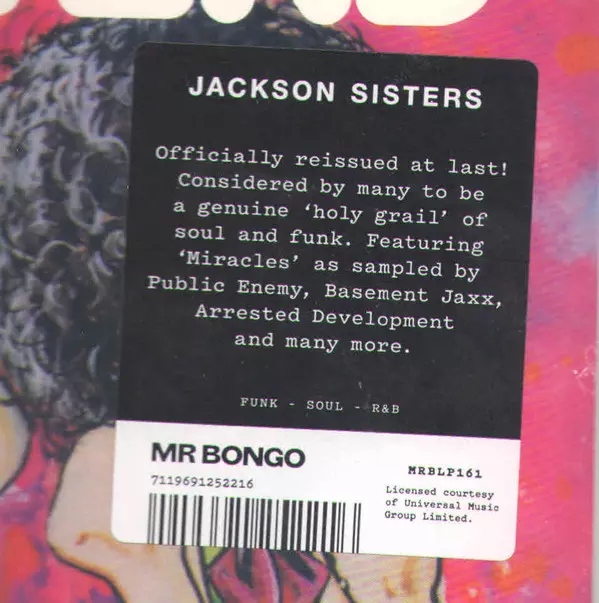 JACKSON SISTERS
Officially reissued at last!
Considered by many to be
a genuine ‘holy grail’ of
soul and funk. Featuring
‘Miracles’ as sampled by
Public Enemy, Basement Jaxx,
Arrested Development
and many more.
FUNK - SOUL - R&B
MR BONGO
7119691252216
MRBLP161
Licensed courtesy
of Universal Music
Group Limited.